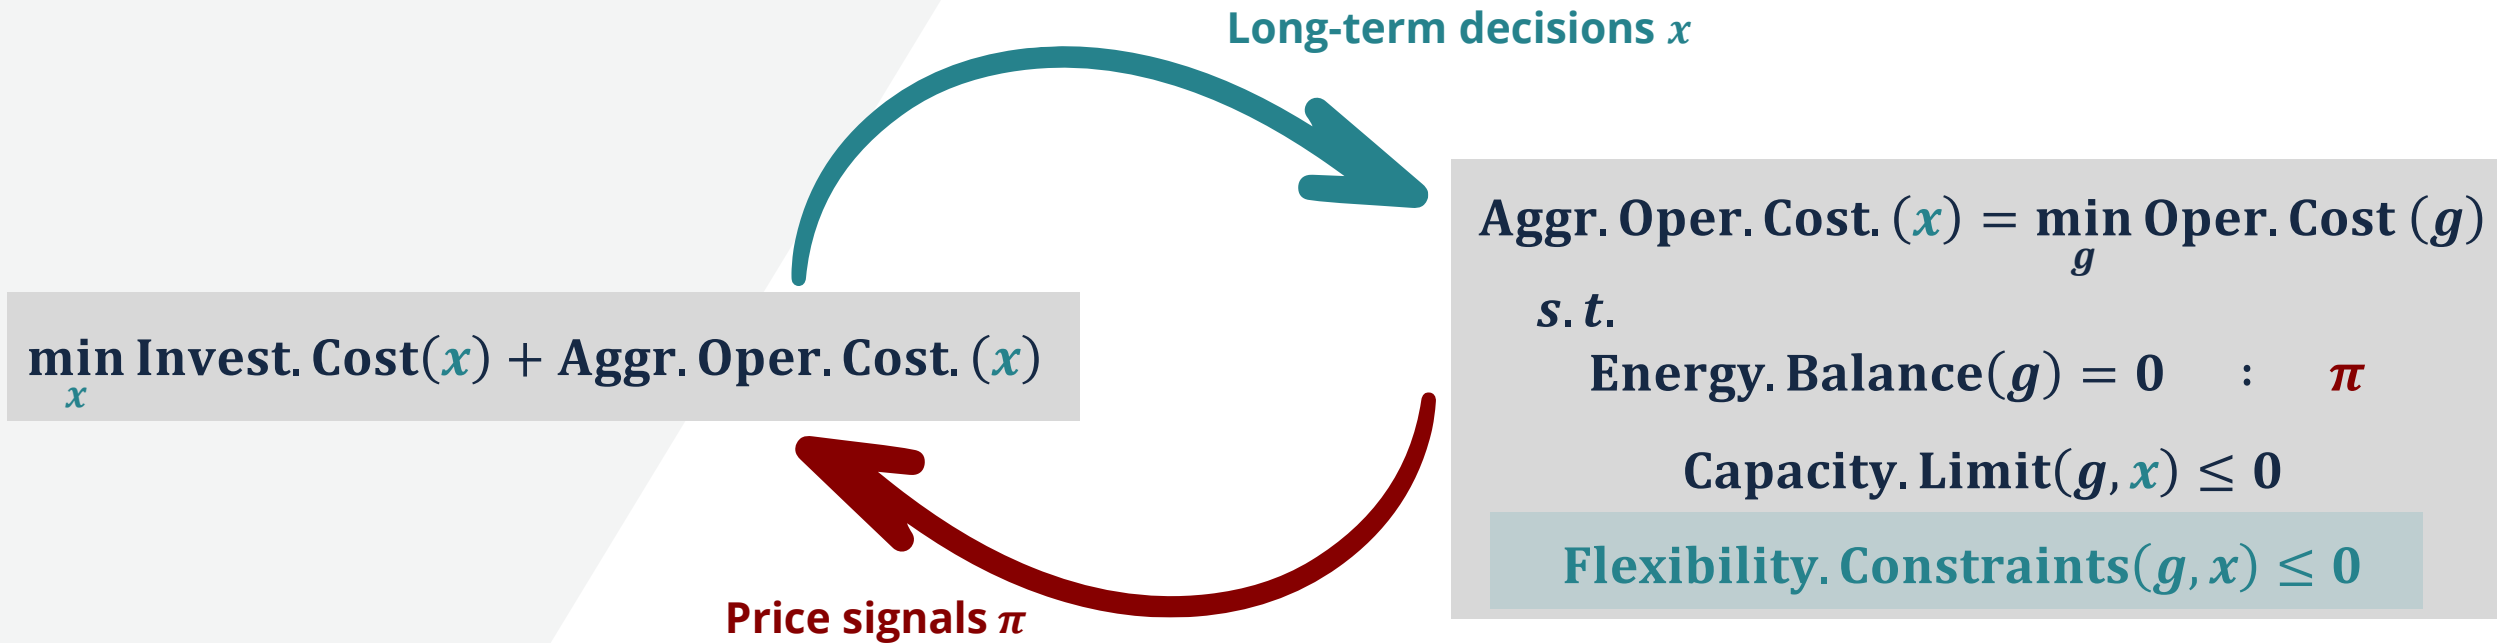 Long-term decisions x
min Invest. Cost(x) + Aggr. Oper. Cost. (x)
x
Aggr. Oper. Cost. (x) = min Oper. Cost (g)
g
s. t.
Energy. Balance(g) = 0 : π
Capacity. Limit(g, x) ≤ 0
Flexibility. Constraints(g, x) ≤ 0
Price signals π